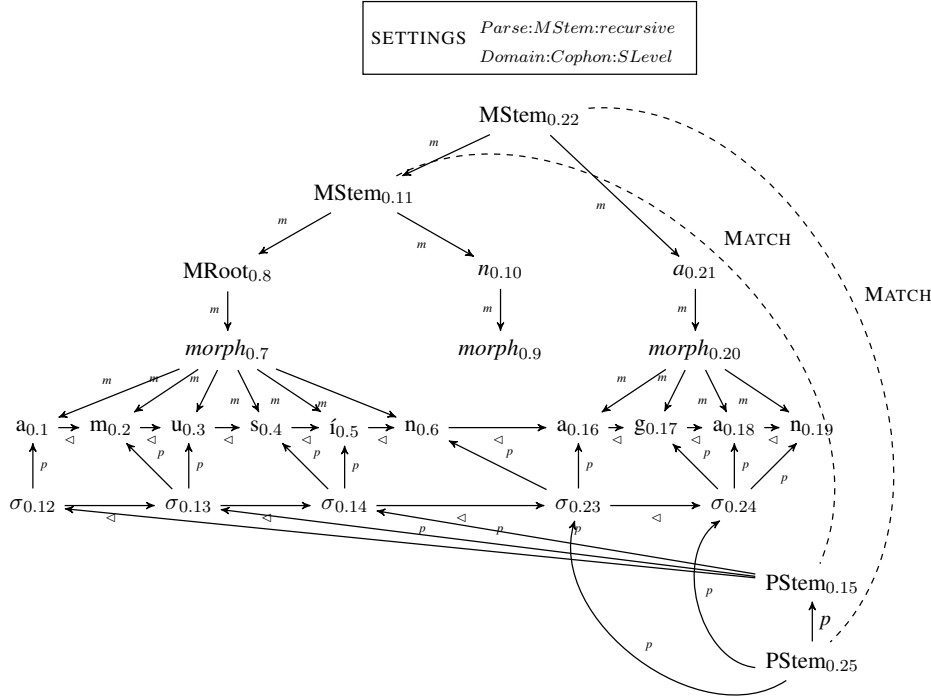 SETTINGS Parse:MStem:recursive
Domain:Cophon:SLevel
MStem0.22
m
MStem0.11
m
m m
MATCH
MRoot0.8 n0.10 a0.21
MATCH
m m m
morph0.7 morph0.9 morph0.20
m m m m m m m m m m
a0.1 m0.2 u0.3 s0.4 í0.5 n0.6 a0.16 g0.17 a0.18 n0.19
◁ ◁ ◁ ◁ ◁ ◁ ◁ ◁ ◁
p p p p p p p p p p
σ0.12 σ0.13 σ0.14 σ0.23 σ0.24
◁ ◁ ◁ ◁
p p p
PStem0.15
p
p
p
PStem0.25